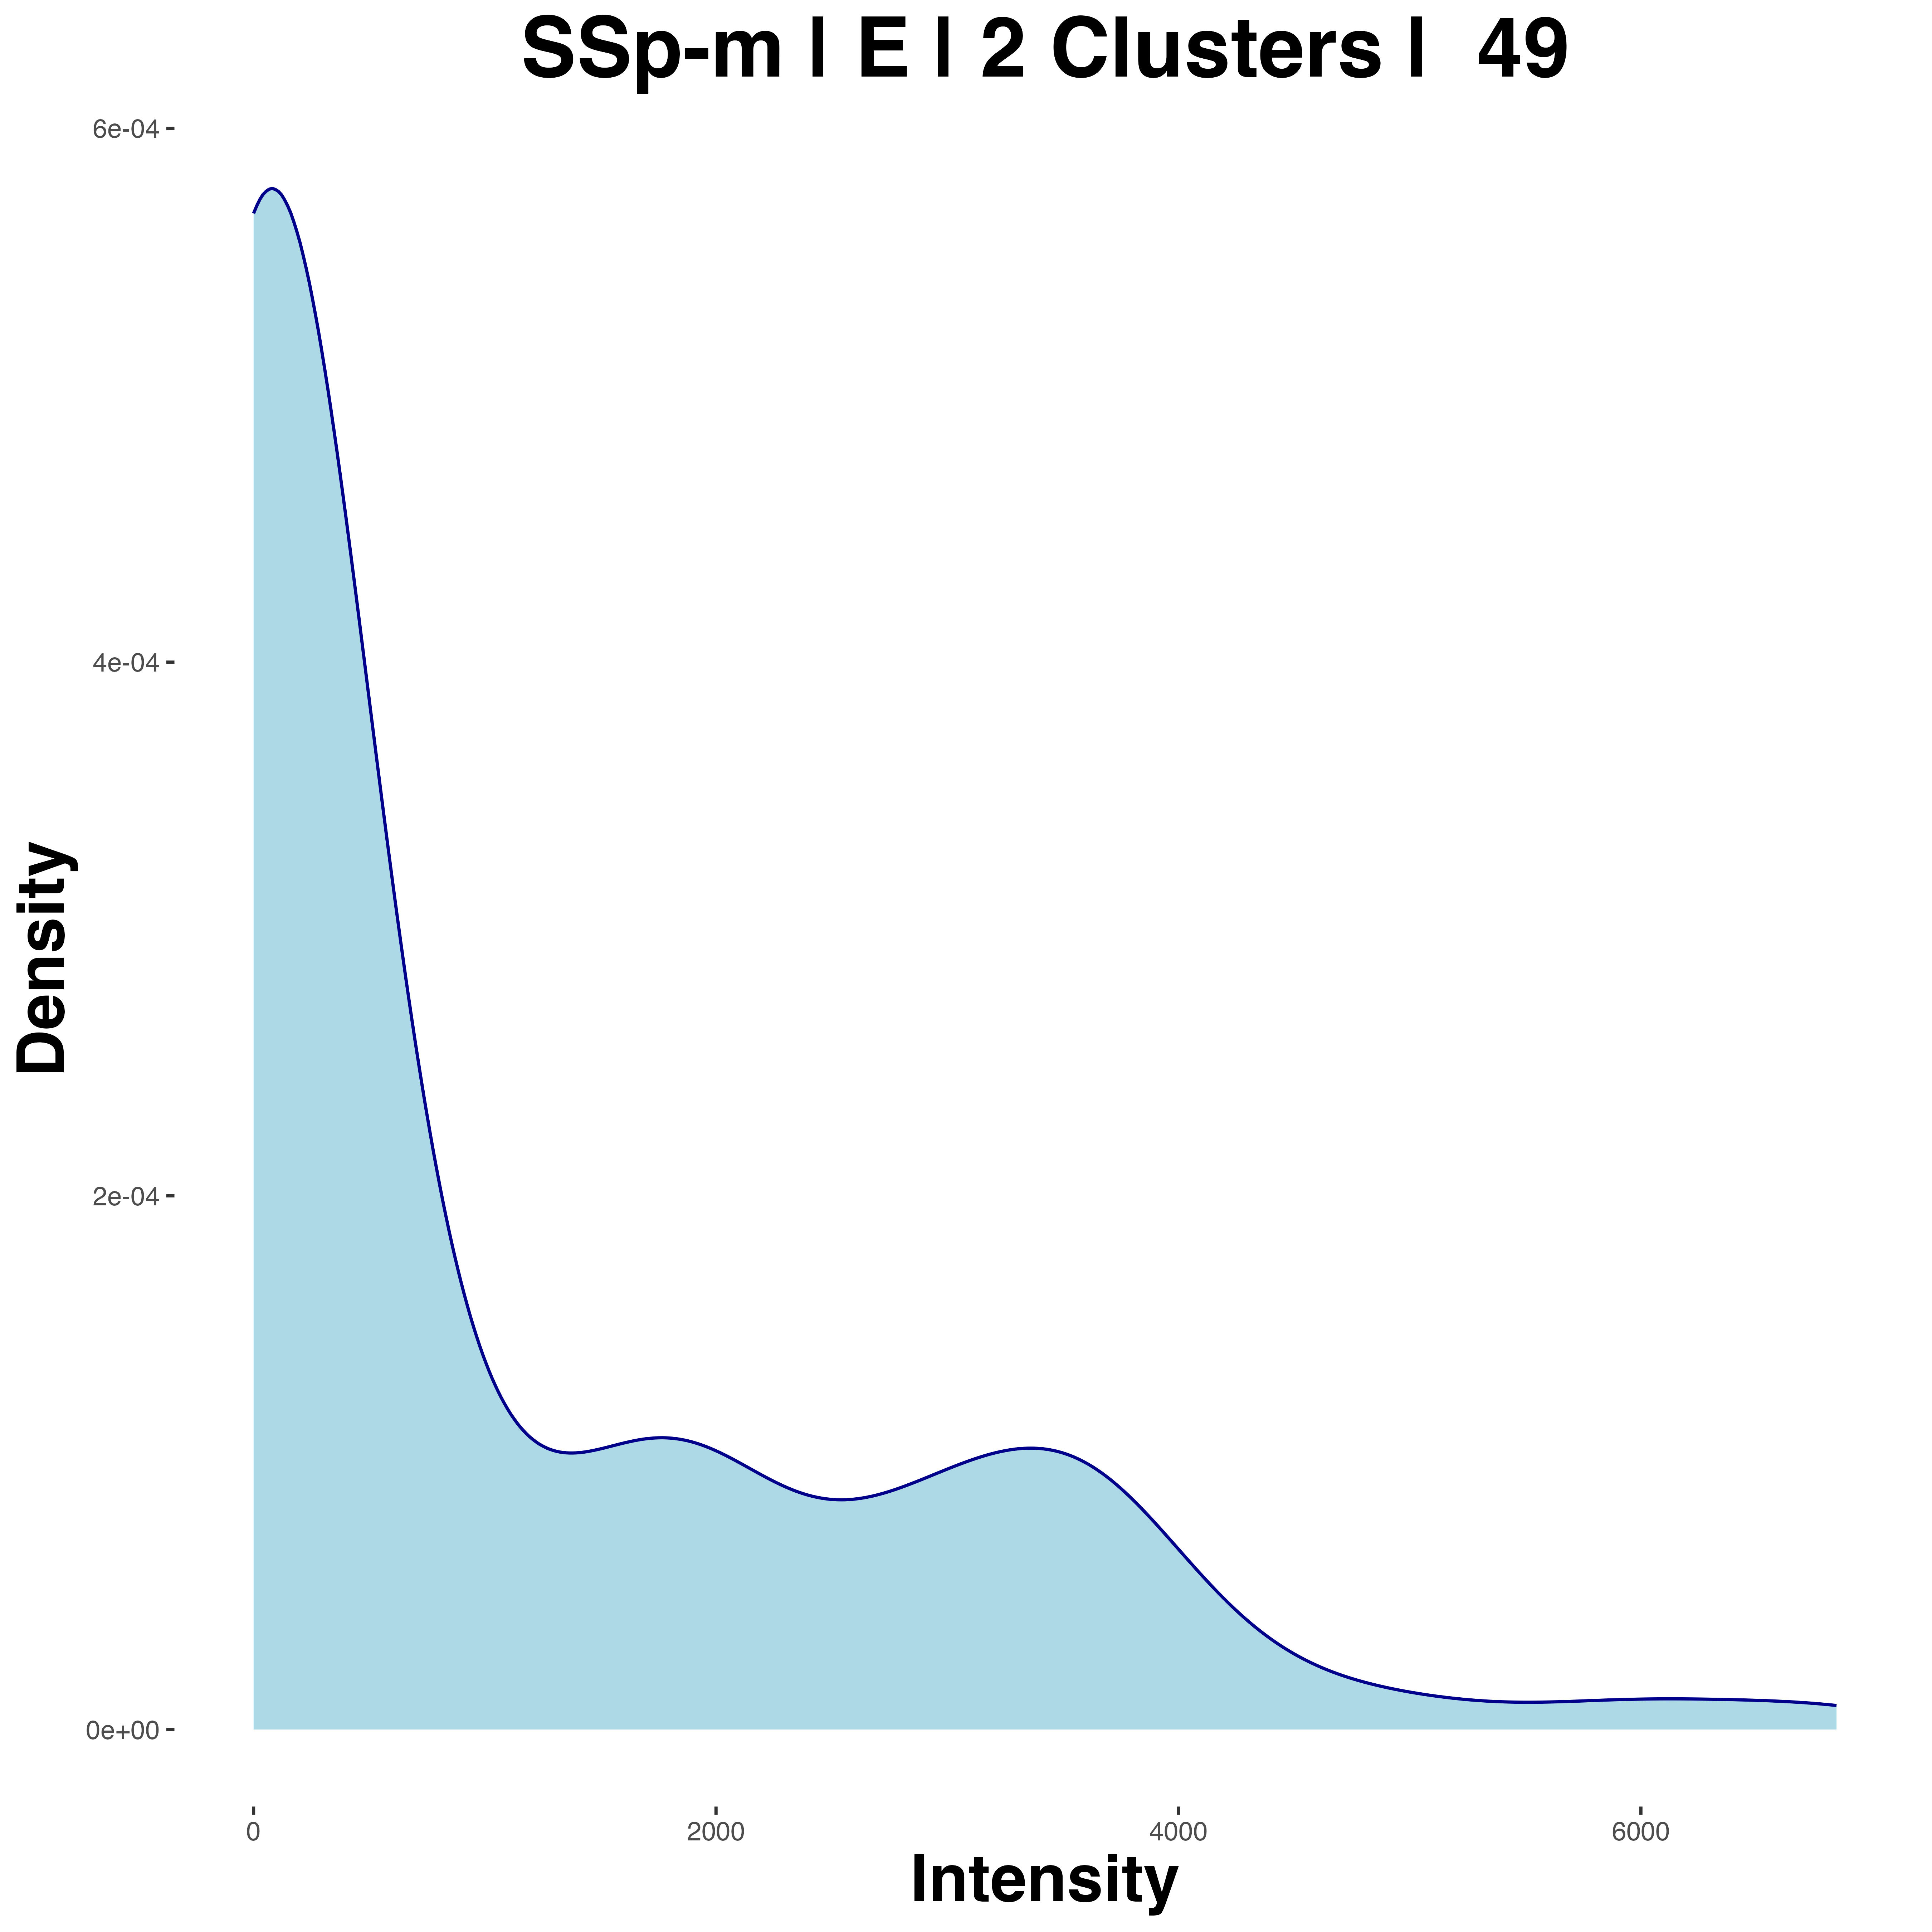 SSp-m | E | 2 Clusters | 49
6e-04
4e-04
2e-04
0e+00
Density
0 2000 4000 6000
Intensity